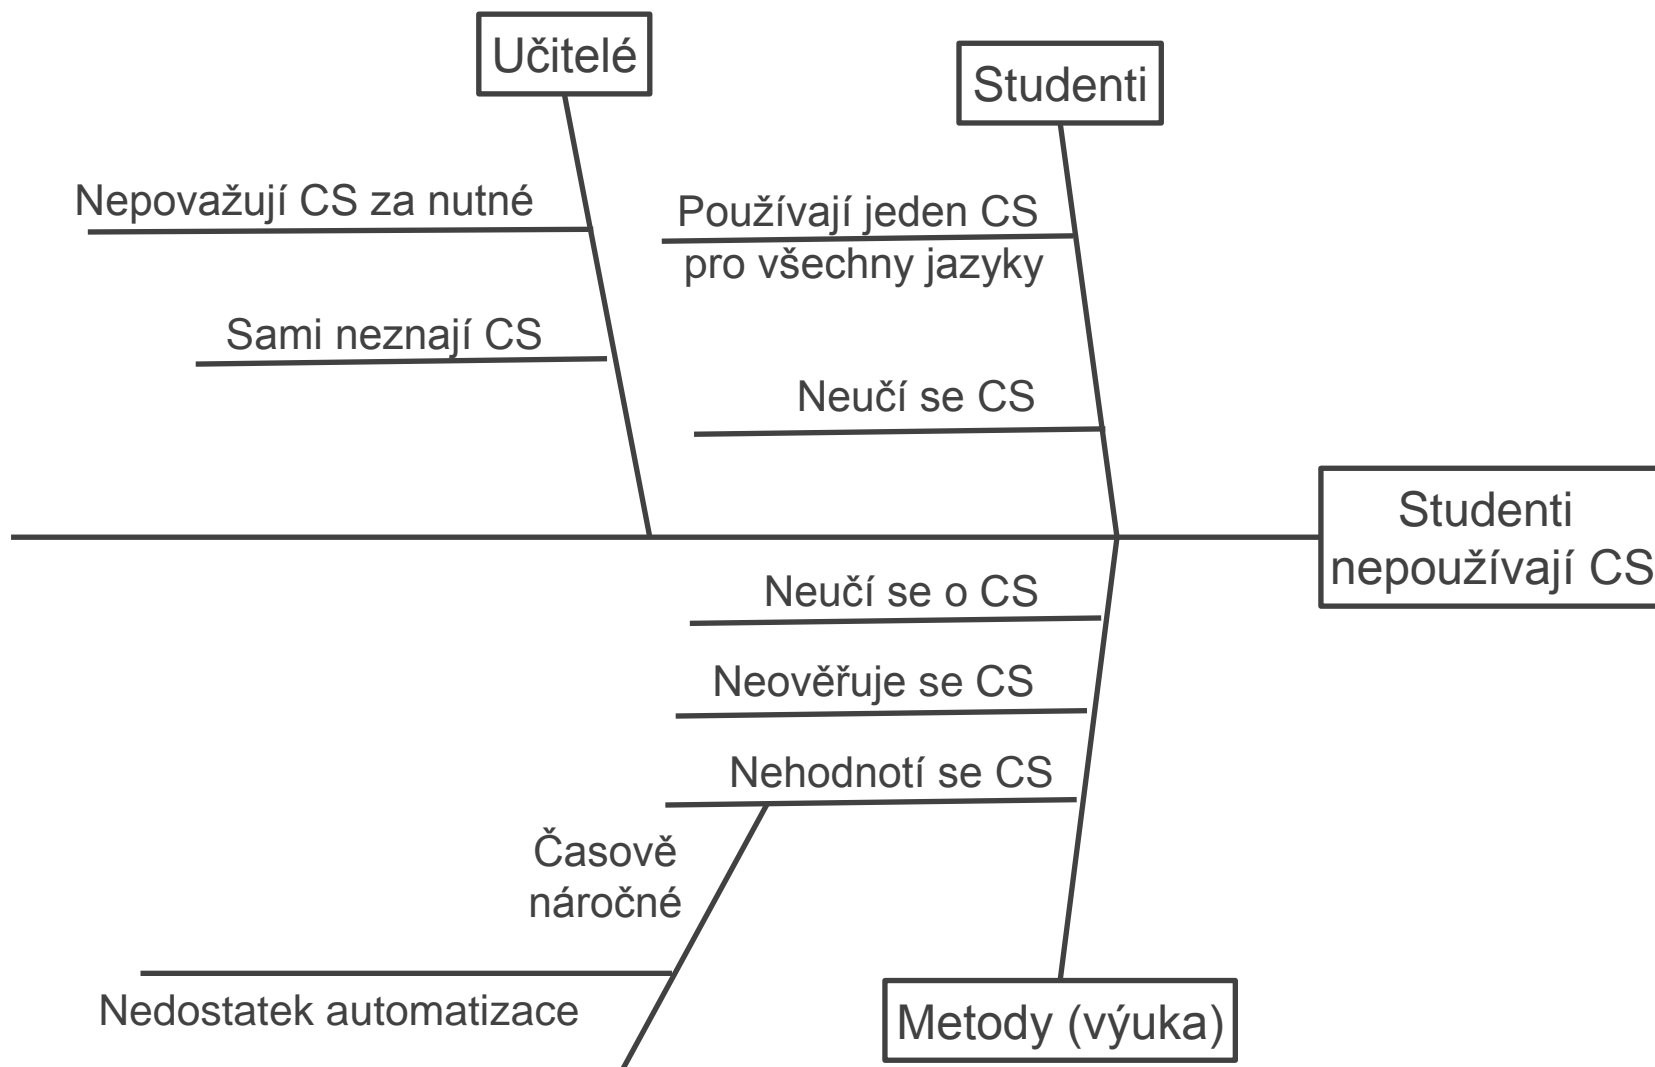 Učitelé
Studenti
Nepovažují CS za nutné
Používají jeden CS
pro všechny jazyky
Sami neznají CS
Neučí se CS
Studenti
nepoužívají CS
Neučí se o CS
Neověřuje se CS
Nehodnotí se CS
Časově
náročné
Nedostatek automatizace
Metody (výuka)